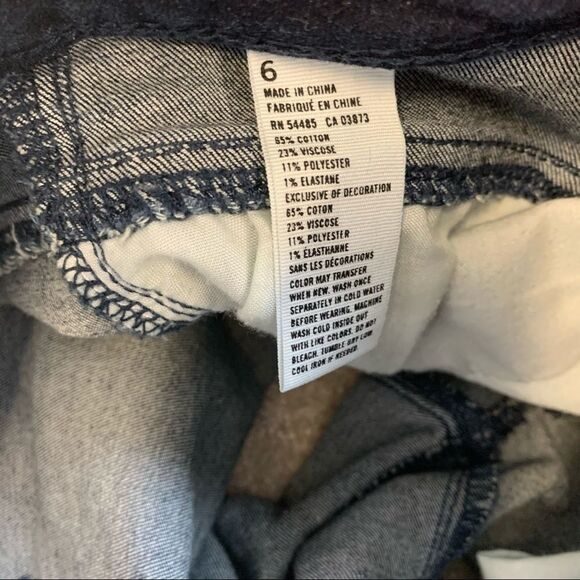 6
MADE IN CHINA
FABRIQUÉ EN CHINE
RN 54485 CA 03873
65% COTTON
23% VISCOSE
11% POLYESTER
1% ELASTANE
EXCLUSIVE OF DECORATION
65% COTON
23% VISCOSE
11% POLYESTER
1% ÉLASTHANNE
SANS LES DÉCORATIONS
COLOR MAY TRANSFER
WHEN NEW. WASH ONCE
SEPARATELY IN COLD WATER
BEFORE WEARING. MACHINE
WASH COLD INSIDE OUT
WITH LIKE COLORS. DO NOT
BLEACH. TUMBLE DRY LOW
COOL IRON IF NEEDED.